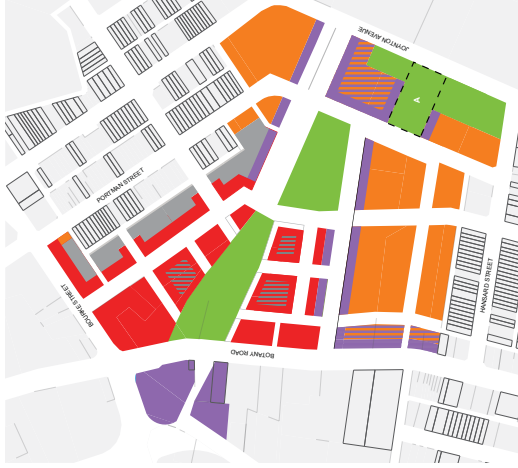 JOYNTON AVENUE
PORTMAN STREET
HANSARD STREET
BOURKE STREET
BOTANY ROAD